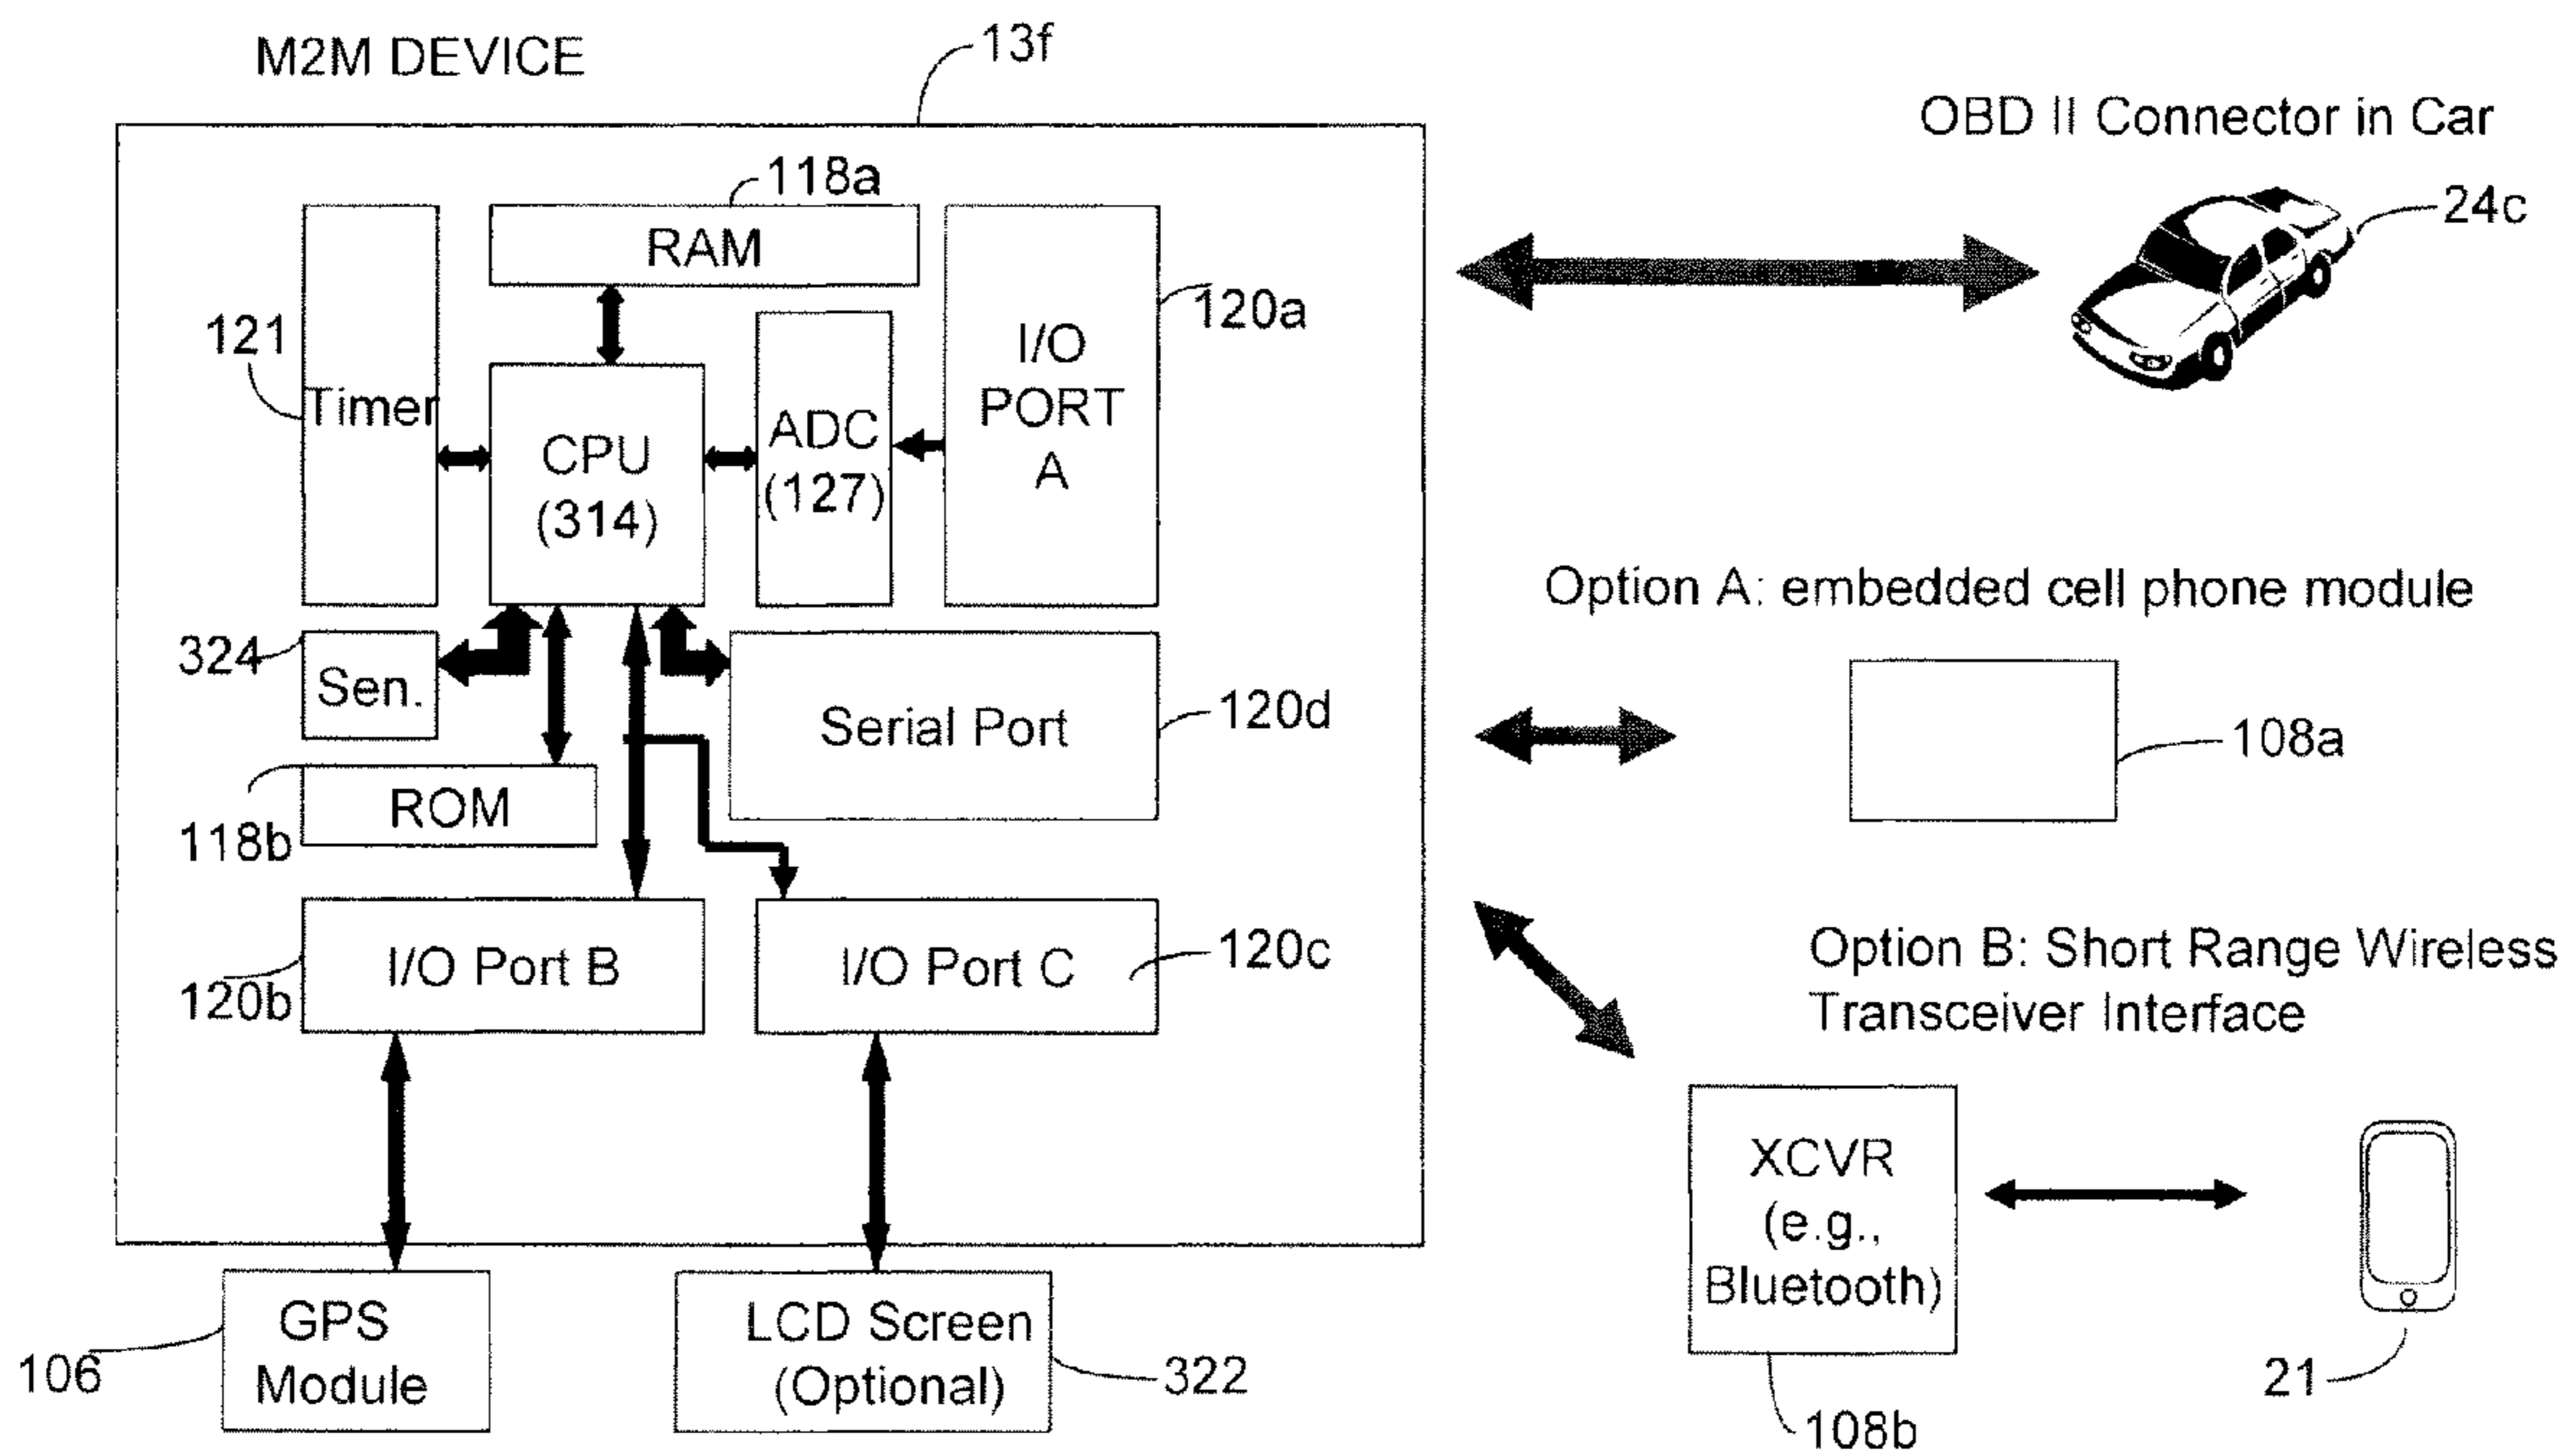 M2M DEVICE
13f
OBD II Connector in Car
24c
118a
RAM
121
Timer
CPU
(314)
ADC
(127)
I/O
PORT
A
120a
Option A: embedded cell phone module
324
Sen.
Serial Port
120d
108a
ROM
118b
I/O Port B
120b
I/O Port C
120c
Option B: Short Range Wireless
Transceiver Interface
XCVR
(e.g.,
Bluetooth)
GPS
Module
106
LCD Screen
(Optional)
322
21
108b